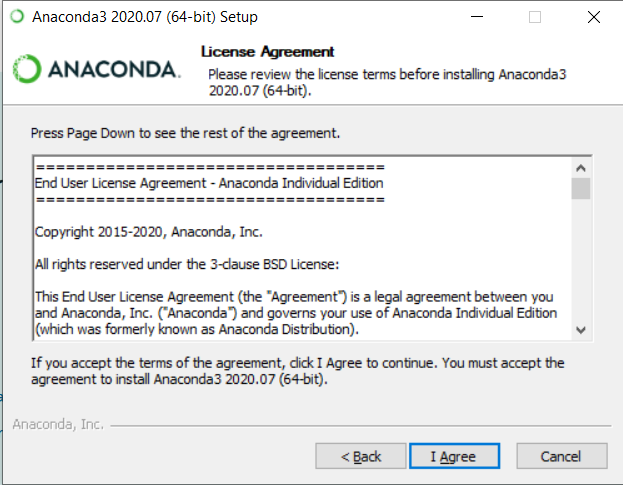 Anaconda3 2020.07 (64-bit) Setup
License Agreement
ANACONDA.
Please review the license terms before installing Anaconda3
2020.07 (64-bit).
Press Page Down to see the rest of the agreement.
===================================
End User License Agreement - Anaconda Individual Edition
===================================
Copyright 2015-2020, Anaconda, Inc.
All rights reserved under the 3-clause BSD License:
This End User License Agreement (the "Agreement") is a legal agreement between you
and Anaconda, Inc. ("Anaconda") and governs your use of Anaconda Individual Edition
(which was formerly known as Anaconda Distribution).
If you accept the terms of the agreement, click I Agree to continue. You must accept the
agreement to install Anaconda3 2020.07 (64-bit).
Anaconda, Inc.
< Back
I Agree
Cancel